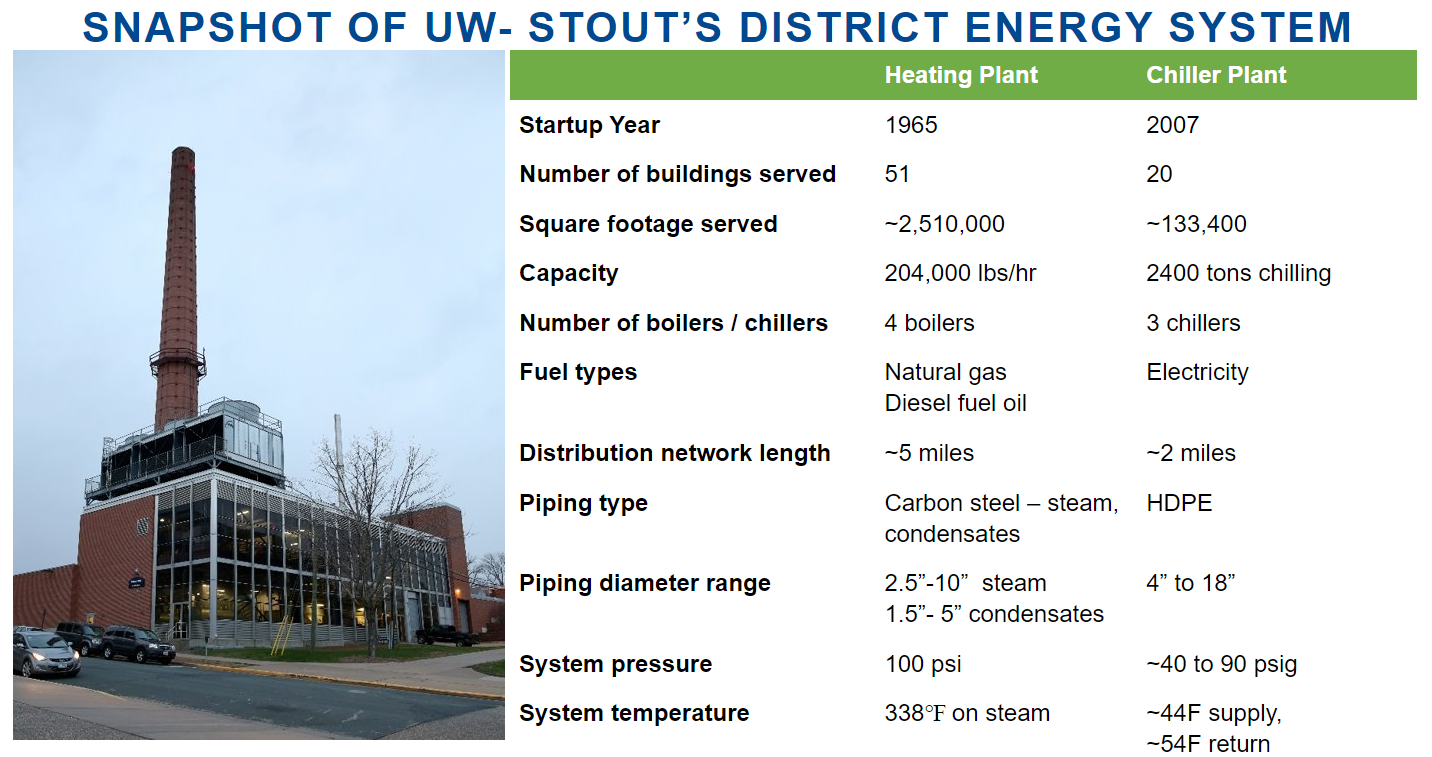 SNAPSHOT OF UW- STOUT’S DISTRICT ENERGY SYSTEM
Heating Plant Chiller Plant
Startup Year 1965 2007
Number of buildings served 51 20
Square footage served ~2,510,000 ~133,400
Capacity 204,000 lbs/hr 2400 tons chilling
Number of boilers / chillers 4 boilers 3 chillers
Fuel types Natural gas Electricity
Diesel fuel oil
Distribution network length ~5 miles ~2 miles
Piping type Carbon steel – steam, HDPE
condensates
Piping diameter range 2.5”-10” steam 4” to 18”
1.5”- 5” condensates
System pressure 100 psi ~40 to 90 psig
System temperature 338℉ on steam ~44F supply,
~54F return